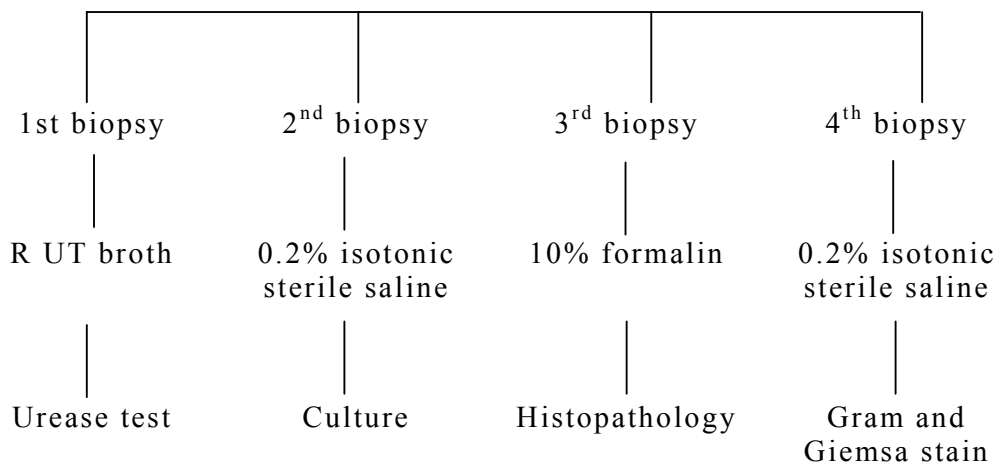 1st biopsy
2nd biopsy
3rd biopsy
4th biopsy
R UT broth
0.2% isotonic
sterile saline
10% formalin
0.2% isotonic
sterile saline
Urease test
Culture
Histopathology
Gram and
Giemsa stain